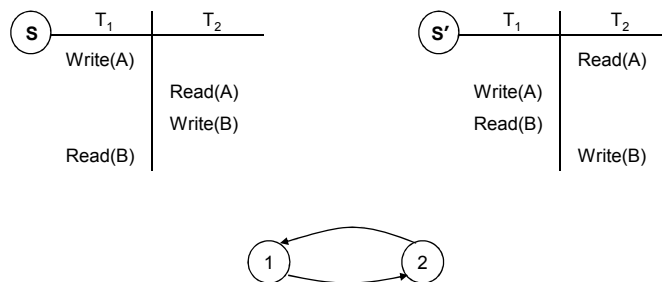 S T1 T2
Write(A)
Read(A)
Write(B)
Read(B)
S′ T1 T2
Read(A)
Write(A)
Read(B)
Write(B)
1 2